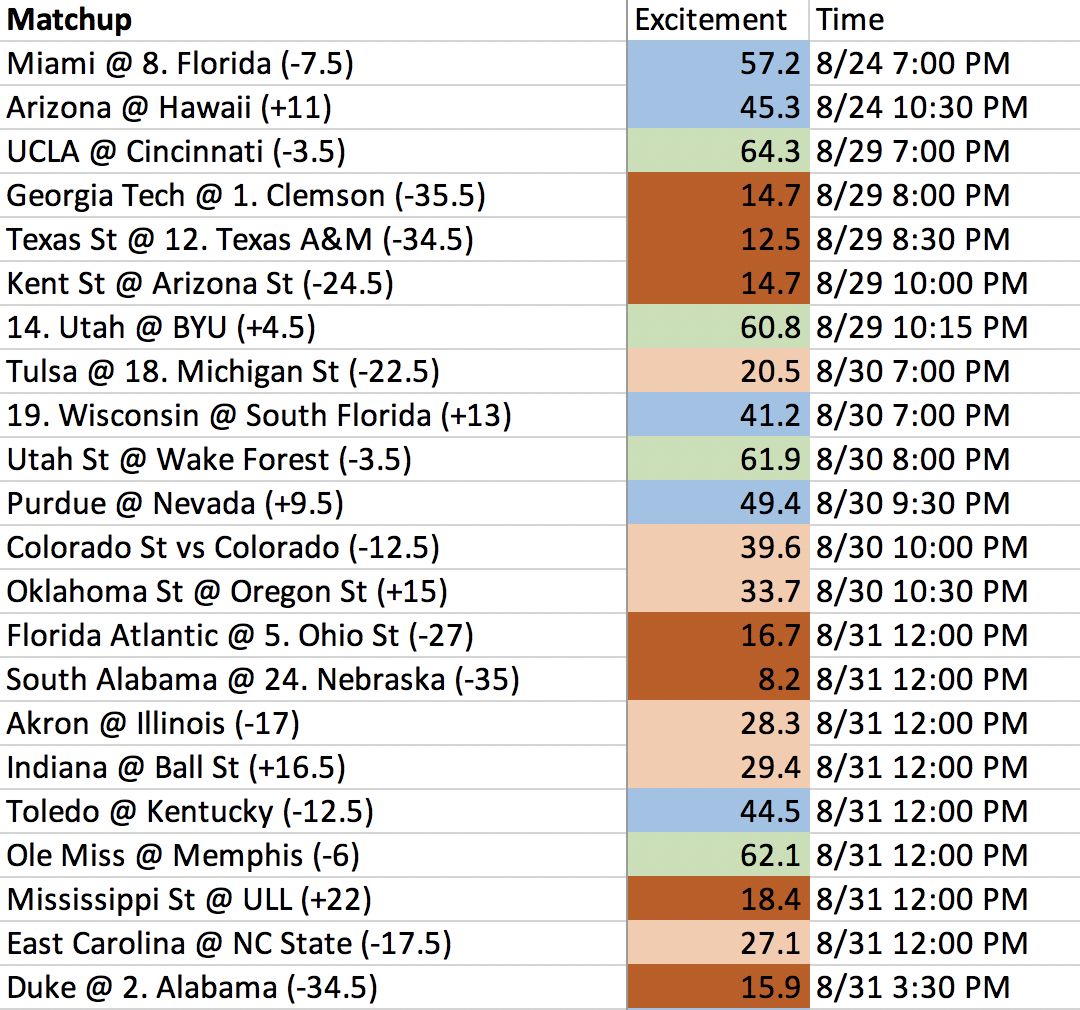 Matchup Excitement Time
Miami @ 8. Florida (-7.5) 57.2 8/24 7:00 PM
Arizona @ Hawaii (+11) 45.3 8/24 10:30 PM
UCLA @ Cincinnati (-3.5) 64.3 8/29 7:00 PM
Georgia Tech @ 1. Clemson (-35.5) 14.7 8/29 8:00 PM
Texas St @ 12. Texas A&M (-34.5) 12.5 8/29 8:30 PM
Kent St @ Arizona St (-24.5) 14.7 8/29 10:00 PM
14. Utah @ BYU (+4.5) 60.8 8/29 10:15 PM
Tulsa @ 18. Michigan St (-22.5) 20.5 8/30 7:00 PM
19. Wisconsin @ South Florida (+13) 41.2 8/30 7:00 PM
Utah St @ Wake Forest (-3.5) 61.9 8/30 8:00 PM
Purdue @ Nevada (+9.5) 49.4 8/30 9:30 PM
Colorado St vs Colorado (-12.5) 39.6 8/30 10:00 PM
Oklahoma St @ Oregon St (+15) 33.7 8/30 10:30 PM
Florida Atlantic @ 5. Ohio St (-27) 16.7 8/31 12:00 PM
South Alabama @ 24. Nebraska (-35) 8.2 8/31 12:00 PM
Akron @ Illinois (-17) 28.3 8/31 12:00 PM
Indiana @ Ball St (+16.5) 29.4 8/31 12:00 PM
Toledo @ Kentucky (-12.5) 44.5 8/31 12:00 PM
Ole Miss @ Memphis (-6) 62.1 8/31 12:00 PM
Mississippi St @ ULL (+22) 18.4 8/31 12:00 PM
East Carolina @ NC State (-17.5) 27.1 8/31 12:00 PM
Duke @ 2. Alabama (-34.5) 15.9 8/31 3:30 PM